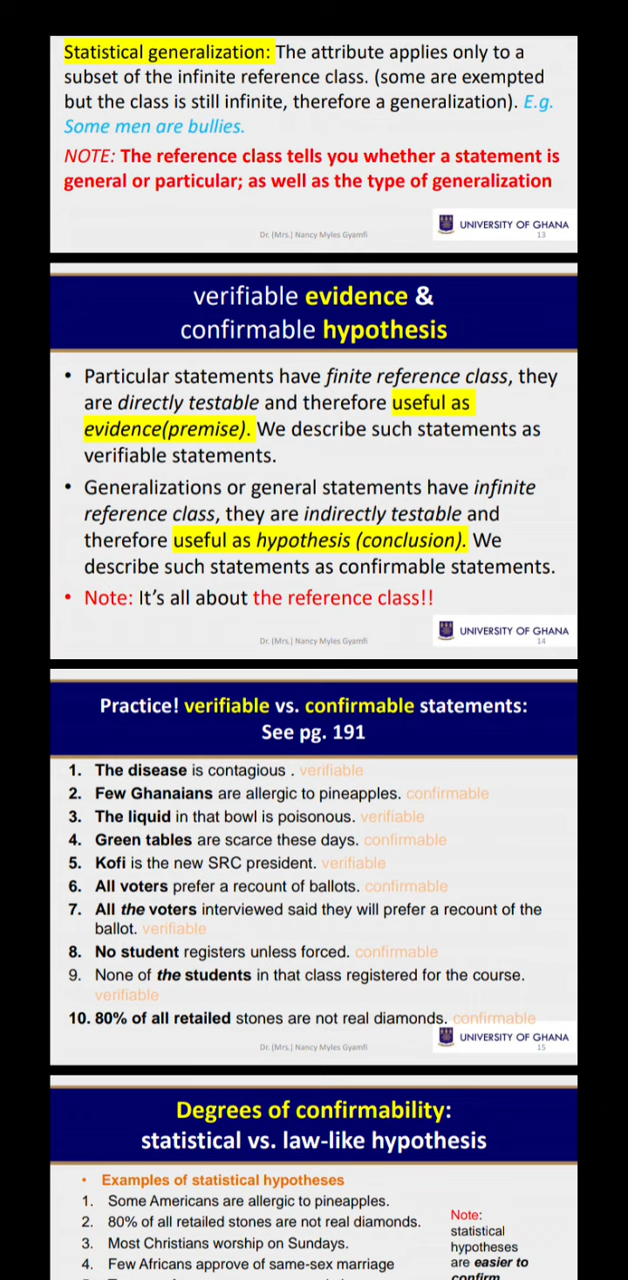 Statistical generalization: The attribute applies only to a
subset of the infinite reference class. (some are exempted
but the class is still infinite, therefore a generalization). E.g.
Some men are bullies.
NOTE: The reference class tells you whether a statement is
general or particular; as well as the type of generalization
Dr. (Mrs.) Nancy Myles Gyamfi
UNIVERSITY OF GHANA
13
verifiable evidence &
confirmable hypothesis
• Particular statements have finite reference class, they
are directly testable and therefore useful as
evidence(premise). We describe such statements as
verifiable statements.
• Generalizations or general statements have infinite
reference class, they are indirectly testable and
therefore useful as hypothesis (conclusion). We
describe such statements as confirmable statements.
• Note: It's all about the reference class!!
Dr. (Mrs.) Nancy Myles Gyamfi
UNIVERSITY OF GHANA
14
Practice! verifiable vs. confirmable statements:
See pg. 191
1. The disease is contagious . verifiable
2. Few Ghanaians are allergic to pineapples. confirmable
3. The liquid in that bowl is poisonous. verifiable
4. Green tables are scarce these days. confirmable
5. Kofi is the new SRC president. verifiable
6. All voters prefer a recount of ballots. confirmable
7. All the voters interviewed said they will prefer a recount of the
ballot. verifiable
8. No student registers unless forced. confirmable
9. None of the students in that class registered for the course.
verifiable
10. 80% of all retailed stones are not real diamonds. confirmable
Dr. (Mrs.) Nancy Myles Gyamfi
UNIVERSITY OF GHANA
15
Degrees of confirmability:
statistical vs. law-like hypothesis
• Examples of statistical hypotheses
1. Some Americans are allergic to pineapples.
2. 80% of all retailed stones are not real diamonds.
3. Most Christians worship on Sundays.
4. Few Africans approve of same-sex marriage
Note:
statistical
hypotheses
are easier to
confirm